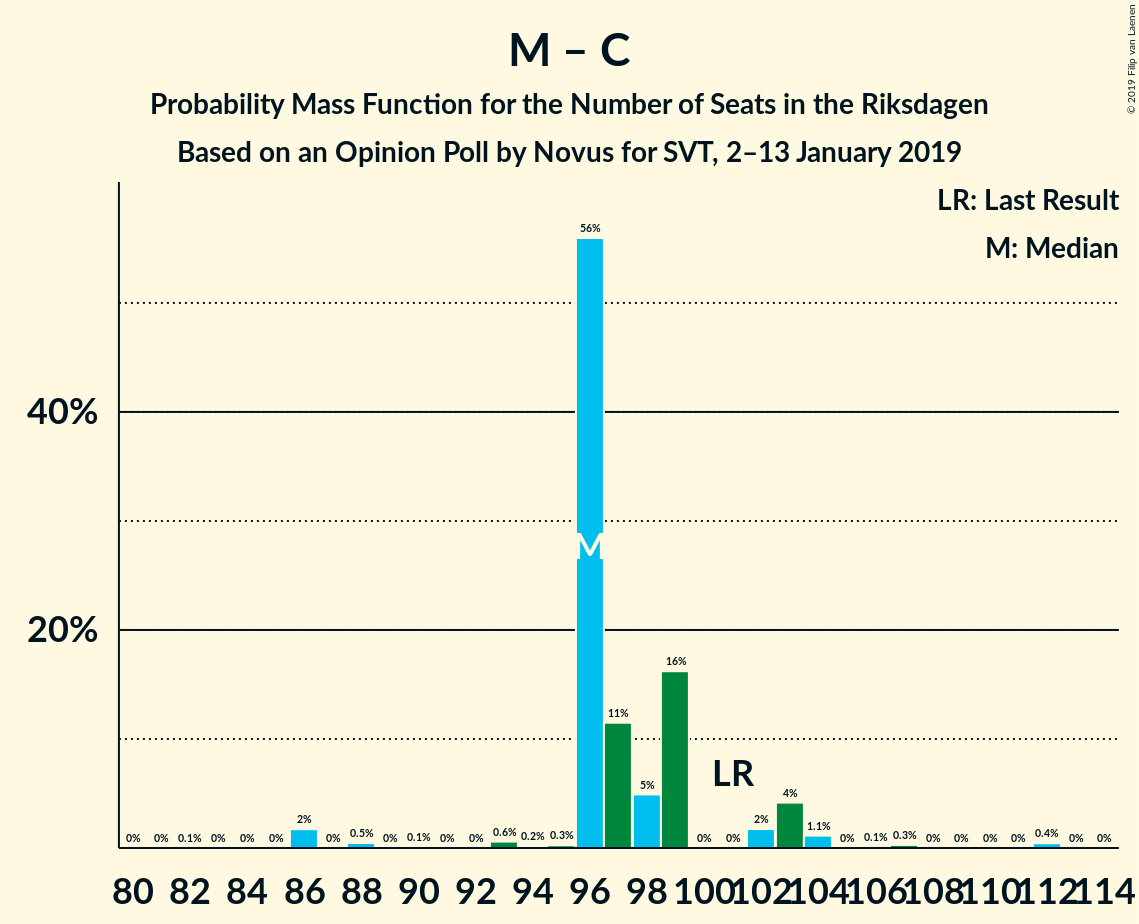 M – C
Probability Mass Function for the Number of Seats in the Riksdagen
Based on an Opinion Poll by Novus for SVT, 2–13 January 2019
© 2019 Filip van Laenen
LR: Last Result
M: Median
40%
20%
56%
M
16%
11%
LR
5%
4%
0% 0% 0.1% 0% 0% 0% 2% 0% 0.5% 0% 0.1% 0% 0% 0.6% 0.2% 0.3% 0% 0% 2% 1.1% 0% 0.1% 0.3% 0% 0% 0% 0% 0.4% 0% 0%
80 82 84 86 88 90 92 94 96 98 100 102 104 106 108 110 112 114